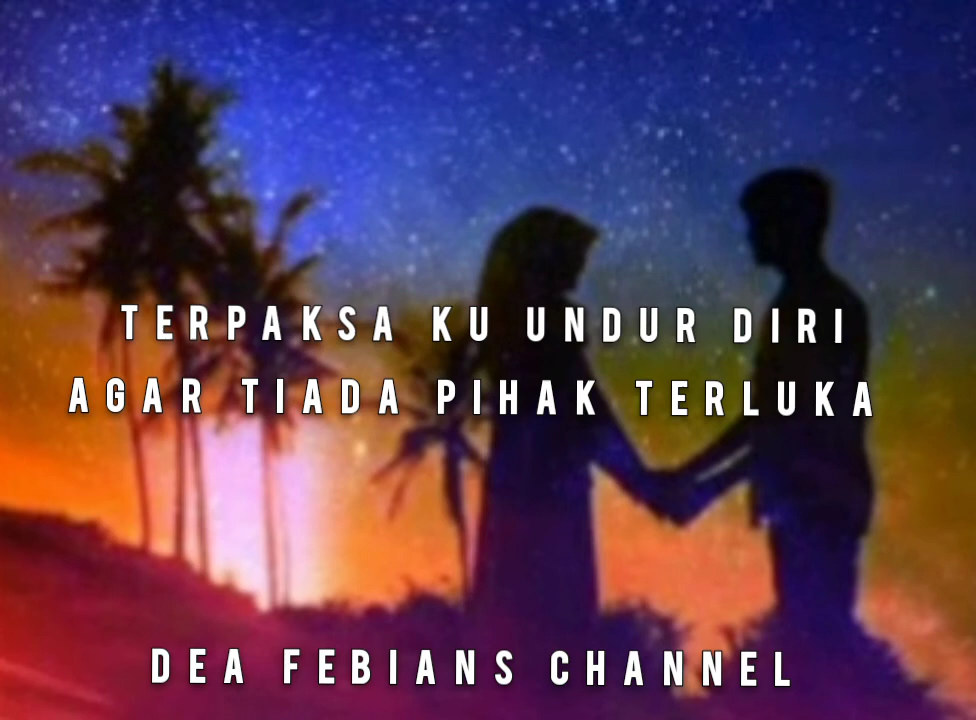 TERPAKSA KU UNDUR DIRI
AGAR TIADA PIHAK TERLUKA
DEA FEBIANS CHANNEL